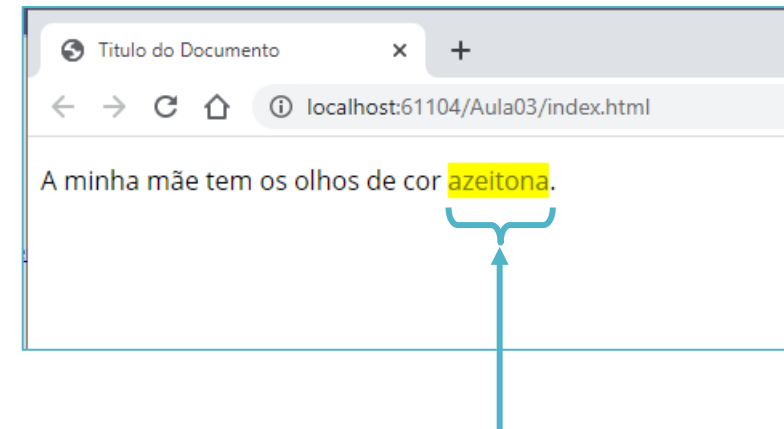 Titulo do Documento
localhost:61104/Aula03/index.html
A minha mãe tem os olhos de cor azeitona.